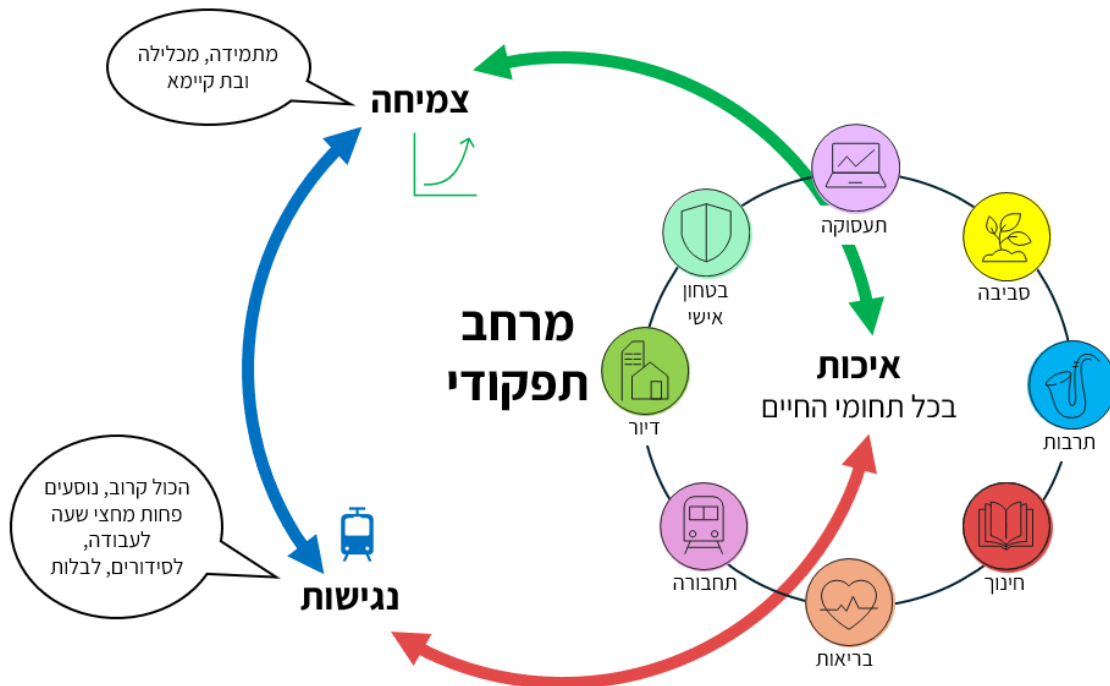 מתמידה, מכלילה
ובת קיימא
צמיחה
תעסוקה
סביבה
בטחון
אישי
מרחב
תפקודי
איכות
בכל תחומי החיים
דיור
תרבות
הכול קרוב, נוסעים
פחות מחצי שעה
לעבודה,
לסידורים, לבלות
נגישות
תחבורה
חינוך
בריאות